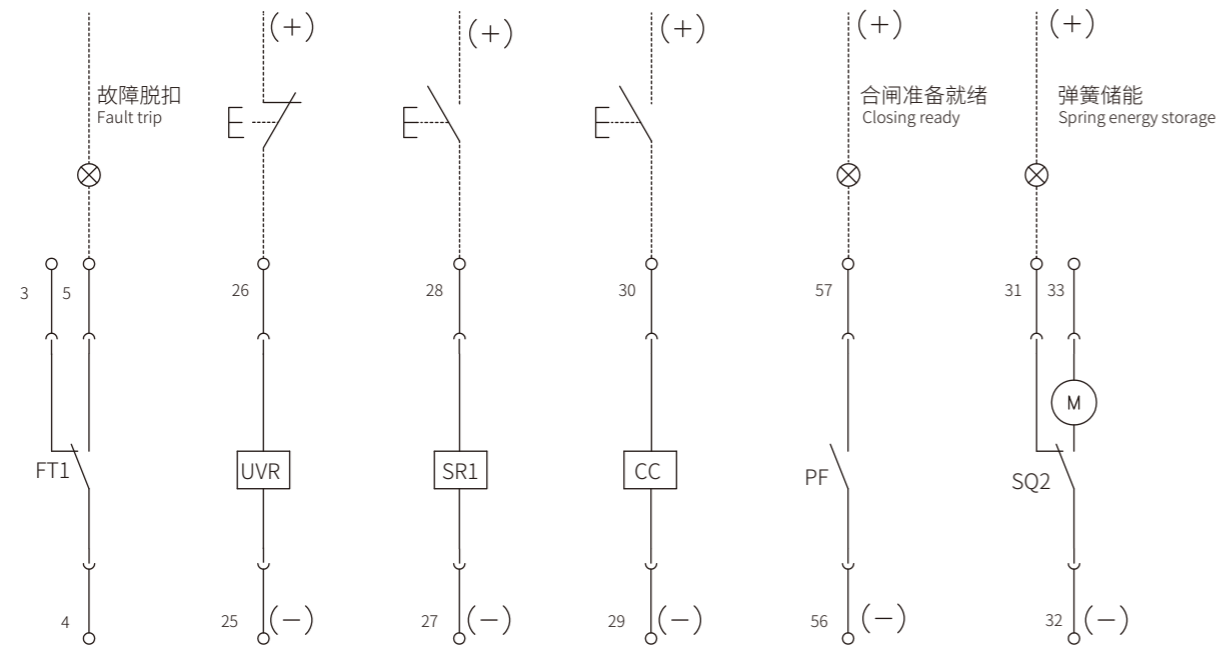 (+)
(+)
(+)
(+)
(+)
故障脱扣
Fault trip
合闸准备就绪
Closing ready
弹簧储能
Spring energy storage
3
5
26
28
30
57
31
33
M
FT1
UVR
SR1
CC
PF
SQ2
4
25
(−)
27
(−)
29
(−)
56
(−)
32
(−)